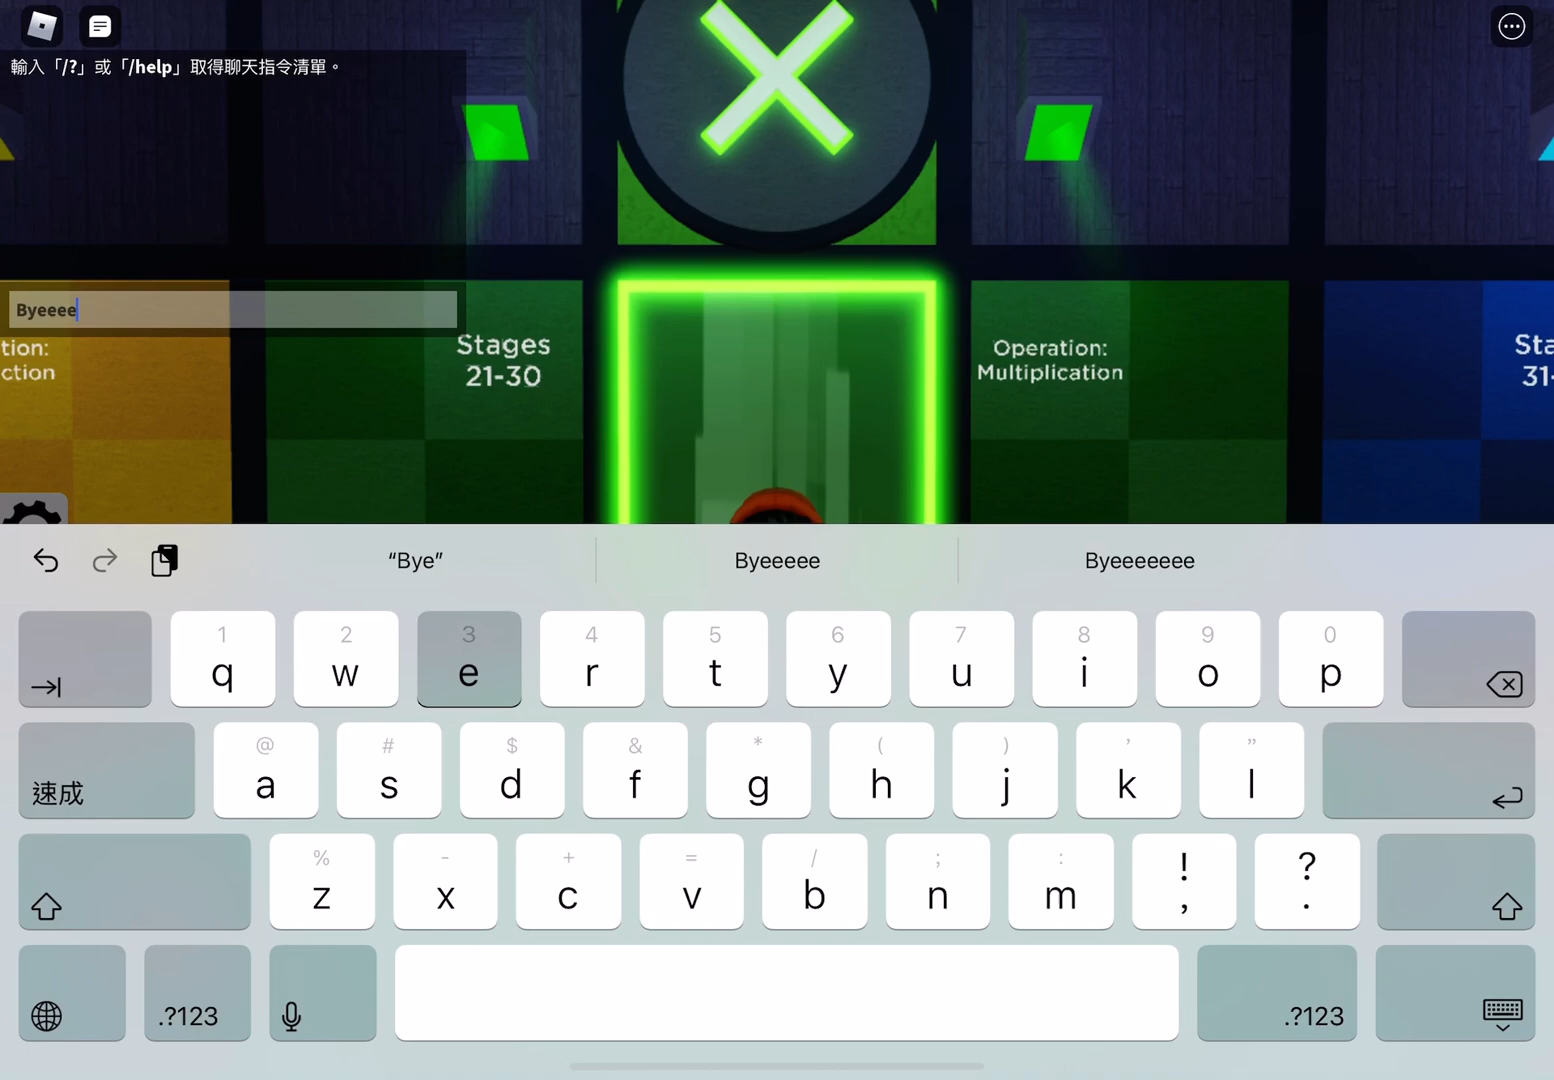 輸入「/?」或「/help」取得聊天指令清單。
Byeeee
tion:
ction
Stages
21-30
Operation:
Multiplication
Sta
31-
“Bye” Byeeeee Byeeeeeee
1 2 3 4 5 6 7 8 9 0
q w e r t y u i o p
@ # $ & * ( ) ’ ”
速成 a s d f g h j k l
% - + = / ; : ! ?
z x c v b n m , .
.?123 .?123